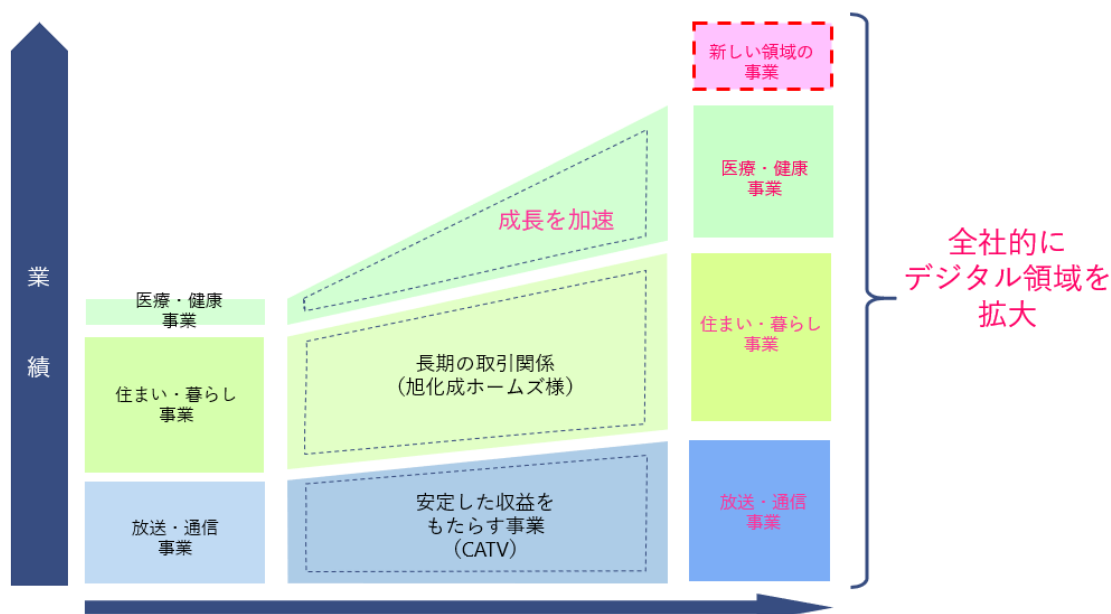 業
績
医療・健康
事業
住まい・暮らし
事業
放送・通信
事業
成長を加速
長期の取引関係
（旭化成ホームズ様）
安定した収益を
もたらす事業
（CATV）
新しい領域の
事業
医療・健康
事業
住まい・暮らし
事業
放送・通信
事業
全社的に
デジタル領域を
拡大